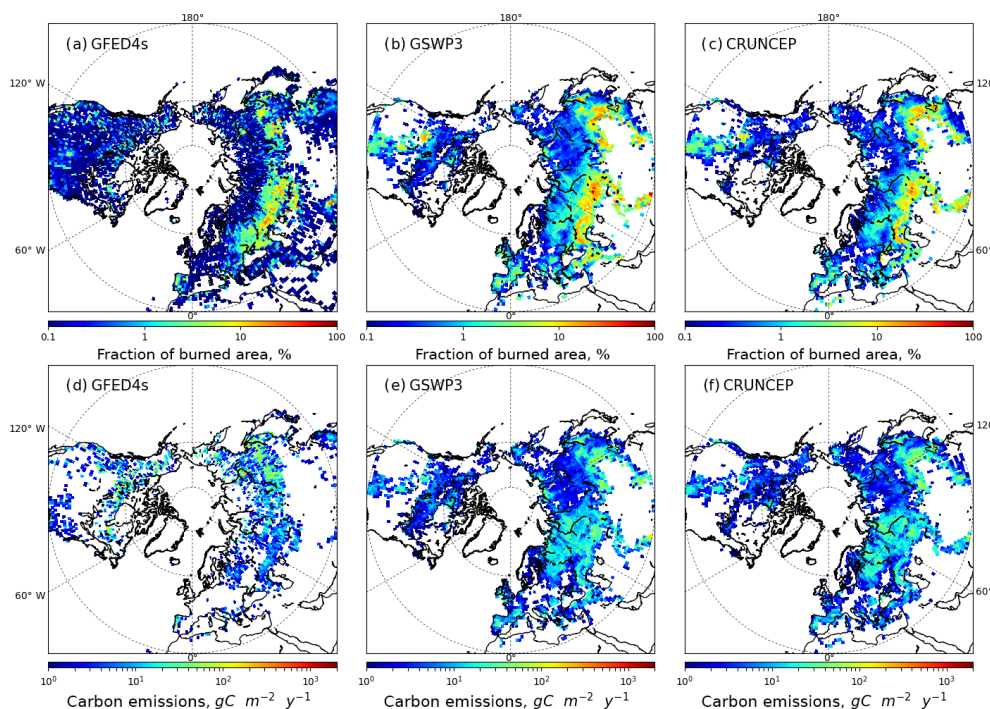 180°
180°
180°
(a) GFED4s
(b) GSWP3
(c) CRUNCEP
120° W
120
60° W
60°
0°
0°
0°
0.1 1 10 100
0.1 1 10 100
0.1 1 10 100
Fraction of burned area, %
Fraction of burned area, %
Fraction of burned area, %
(d) GFED4s
(e) GSWP3
(f) CRUNCEP
120° W
120
60° W
60°
0°
0°
0°
10⁰ 10¹ 10² 10³
10⁰ 10¹ 10² 10³
10⁰ 10¹ 10² 10³
Carbon emissions, gC m⁻² y⁻¹
Carbon emissions, gC m⁻² y⁻¹
Carbon emissions, gC m⁻² y⁻¹